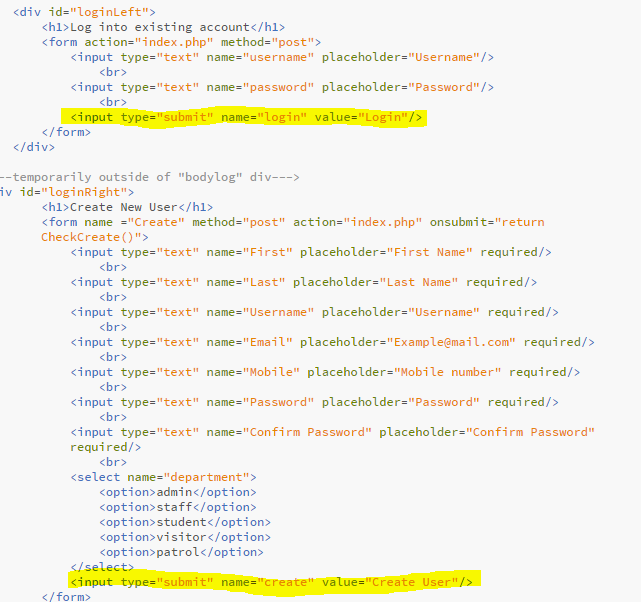 <div id="loginLeft">
<h1>Log into existing account</h1>
<form action="index.php" method="post">
<input type="text" name="username" placeholder="Username"/>
<br>
<input type="text" name="password" placeholder="Password"/>
<br>
<input type="submit" name="login" value="Login"/>
</form>
</div>
--temporarily outside of "bodylog" div--->
iv id="loginRight">
<h1>Create New User</h1>
<form name ="Create" method="post" action="index.php" onsubmit="return
CheckCreate()">
<input type="text" name="First" placeholder="First Name" required/>
<br>
<input type="text" name="Last" placeholder="Last Name" required/>
<br>
<input type="text" name="Username" placeholder="Username" required/>
<br>
<input type="text" name="Email" placeholder="Example@mail.com" required/>
<br>
<input type="text" name="Mobile" placeholder="Mobile number" required/>
<br>
<input type="text" name="Password" placeholder="Password" required/>
<br>
<input type="text" name="Confirm Password" placeholder="Confirm Password"
required/>
<br>
<select name="department">
<option>admin</option>
<option>staff</option>
<option>student</option>
<option>visitor</option>
<option>patrol</option>
</select>
<input type="submit" name="create" value="Create User"/>
</form>